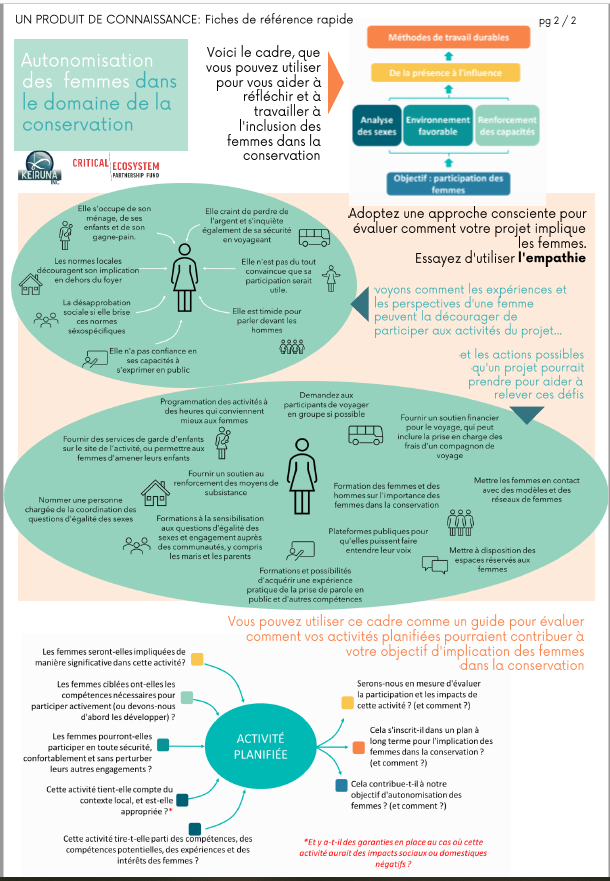 UN PRODUIT DE CONNAISSANCE: Fiches de référence rapide
pg 2 / 2
Autonomisation
des femmes dans
le domaine de la
conservation
KEIRUNA
INC.
CRITICAL ECOSYSTEM
PARTNERSHIP FUND
Voici le cadre, que
vous pouvez utiliser
pour vous aider à
réfléchir et à
travailler à
l'inclusion des
femmes dans la
conservation
Méthodes de travail durables
De la présence à l'influence
Analyse
des sexes
Environnement
favorable
Renforcement
des capacités
Objectif : participation des
femmes
Adoptez une approche consciente pour
évaluer comment votre projet implique
les femmes.
Essayez d'utiliser l'empathie
Elle s'occupe de son
ménage, de ses
enfants et de son
gagne-pain.
Elle craint de perdre de
l'argent et s'inquiète
également de sa sécurité
en voyageant
Les normes locales
découragent son implication
en dehors du foyer
Elle n'est pas du tout
convaincue que sa
participation serait
utile.
La désapprobation
sociale si elle brise
ces normes
séxospécifiques
Elle est timide pour
parler devant les
hommes
Elle n'a pas confiance en
ses capacités à
s'exprimer en public
voyons comment les expériences et
les perspectives d'une femme
peuvent la décourager de
participer aux activités du projet...
et les actions possibles
qu'un projet pourrait
prendre pour aider à
relever ces défis
Programmation des activités à
des heures qui conviennent
mieux aux femmes
Demandez aux
participants de voyager
en groupe si possible
Fournir un soutien financier
pour le voyage, qui peut
inclure la prise en charge des
frais d'un compagnon de
voyage
Fournir des services de garde d'enfants
sur le site de l'activité, ou permettre aux
femmes d'amener leurs enfants
Fournir un soutien au
renforcement des moyens de
subsistance
Formation des femmes et des
hommes sur l'importance des
femmes dans la conservation
Mettre les femmes en contact
avec des modèles et des
réseaux de femmes
Nommer une personne
chargée de la coordination des
questions d'égalité des sexes
Formations à la sensibilisation
aux questions d'égalité des
sexes et engagement auprès
des communautés, y compris
les maris et les parents
Plateformes publiques pour
qu'elles puissent faire
entendre leur voix
Mettre à disposition des
espaces réservés aux
femmes
Formations et possibilités
d'acquérir une expérience
pratique de la prise de parole en
public et d'autres compétences
Vous pouvez utiliser ce cadre comme un guide pour évaluer
comment vos activités planifiées pourraient contribuer à
votre objectif d'implication des femmes
dans la conservation
Les femmes seront-elles impliquées de
manière significative dans cette activité?
Les femmes ciblées ont-elles les
compétences nécessaires pour
participer activement (ou devons-nous
d'abord les développer) ?
Les femmes pourront-elles
participer en toute sécurité,
confortablement et sans perturber
leurs autres engagements ?
Cette activité tient-elle compte du
contexte local, et est-elle
appropriée ?*
Cette activité tire-t-elle parti des compétences, des
compétences potentielles, des expériences et des
intérêts des femmes ?
ACTIVITÉ
PLANIFIÉE
Serons-nous en mesure d'évaluer
la participation et les impacts de
cette activité ? (et comment ?)
Cela s'inscrit-il dans un plan à
long terme pour l'implication des
femmes dans la conservation ?
(et comment ?)
Cela contribue-t-il à notre
objectif d'autonomisation des
femmes ? (et comment ?)
*Et y a-t-il des garanties en place au cas où cette
activité aurait des impacts sociaux ou domestiques
négatifs ?